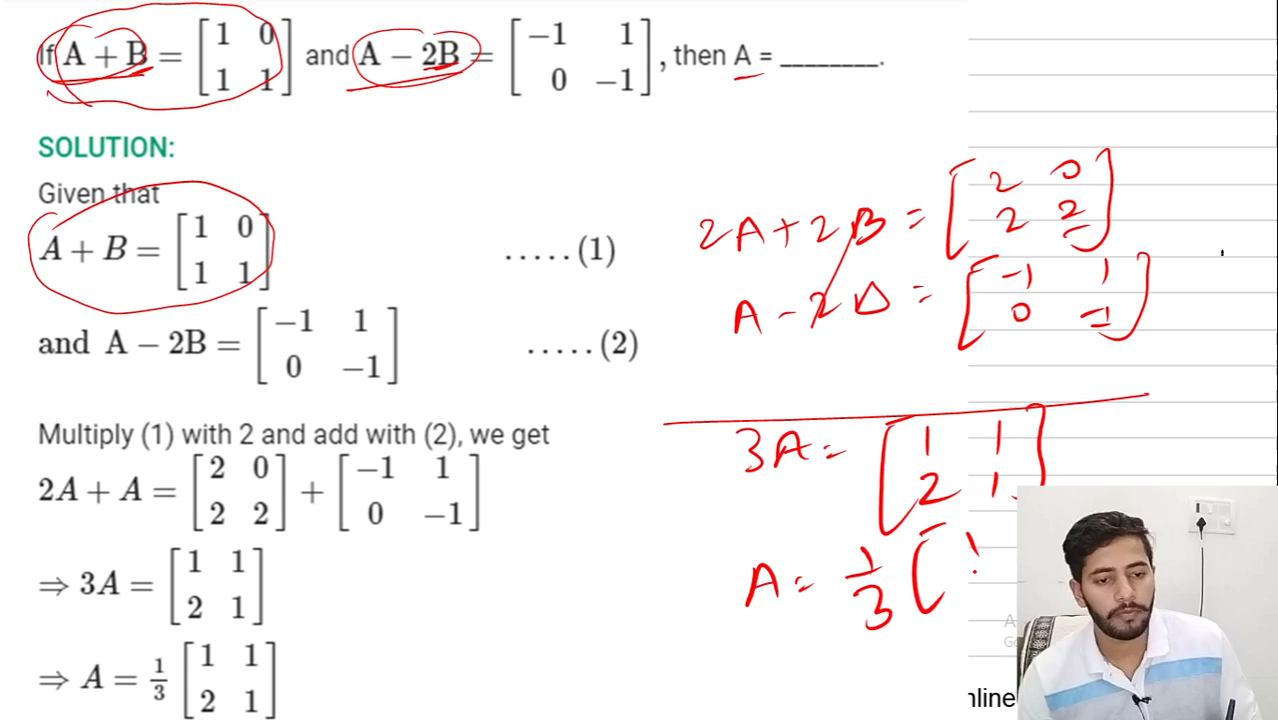 If A + B = [1 0; 1 1] and A − 2B = [−1 1; 0 −1], then A = ________.
SOLUTION:
Given that
A + B = [1 0; 1 1] .....(1)
and A − 2B = [−1 1; 0 −1] .....(2)
Multiply (1) with 2 and add with (2), we get
2A + A = [2 0; 2 2] + [−1 1; 0 −1]
⇒ 3A = [1 1; 2 1]
⇒ A = 1/3 [1 1; 2 1]
2A + 2B = [2 0; 2 2]
A − 2B = [−1 1; 0 −1]
3A = [1 1; 2 1]
A = 1/3 [1